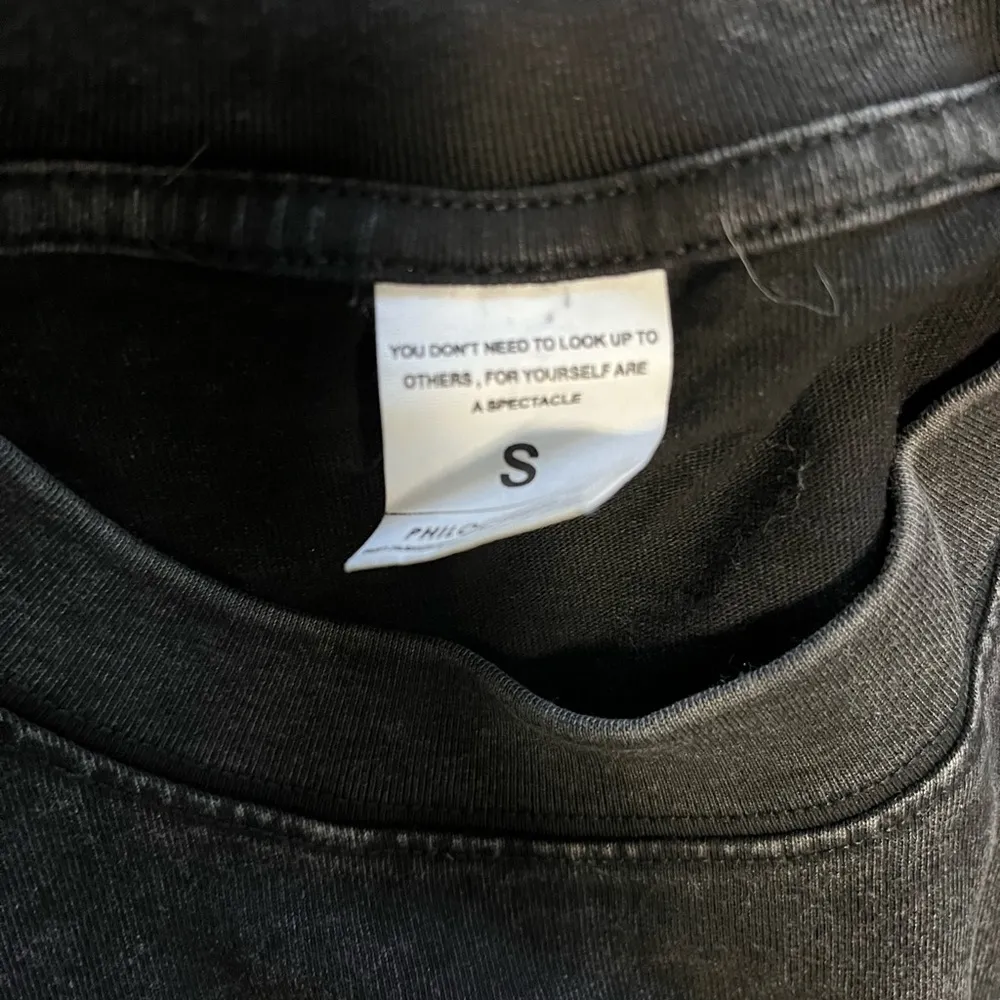 YOU DON'T NEED TO LOOK UP TO
OTHERS , FOR YOURSELF ARE
A SPECTACLE
S